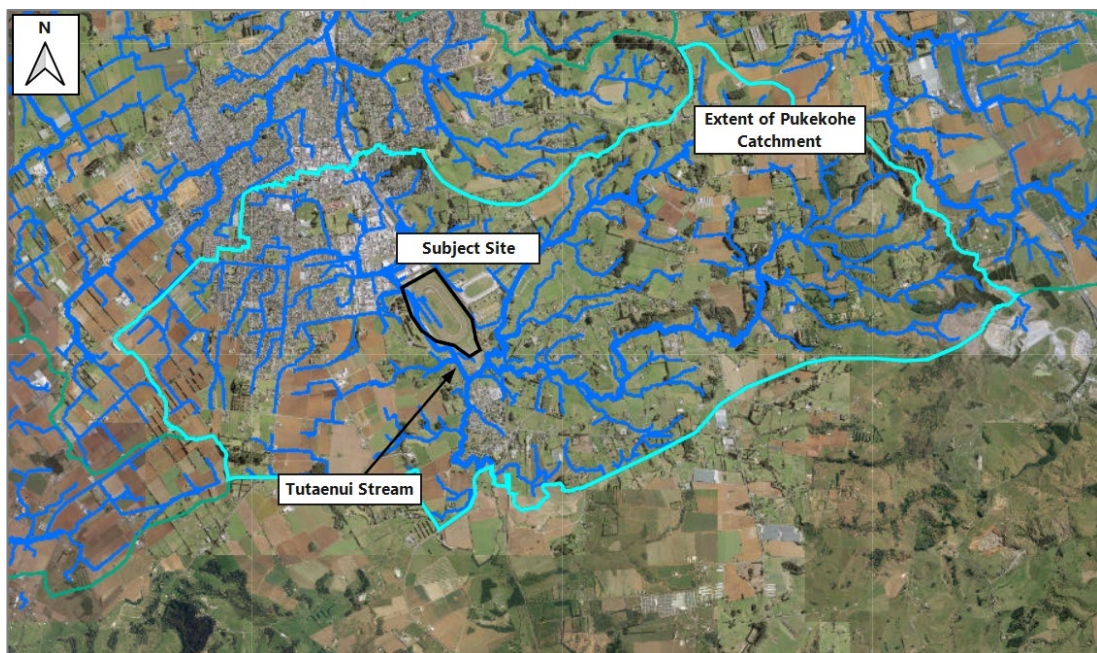 N
Extent of Pukekohe
Catchment
Subject Site
Tutaenui Stream